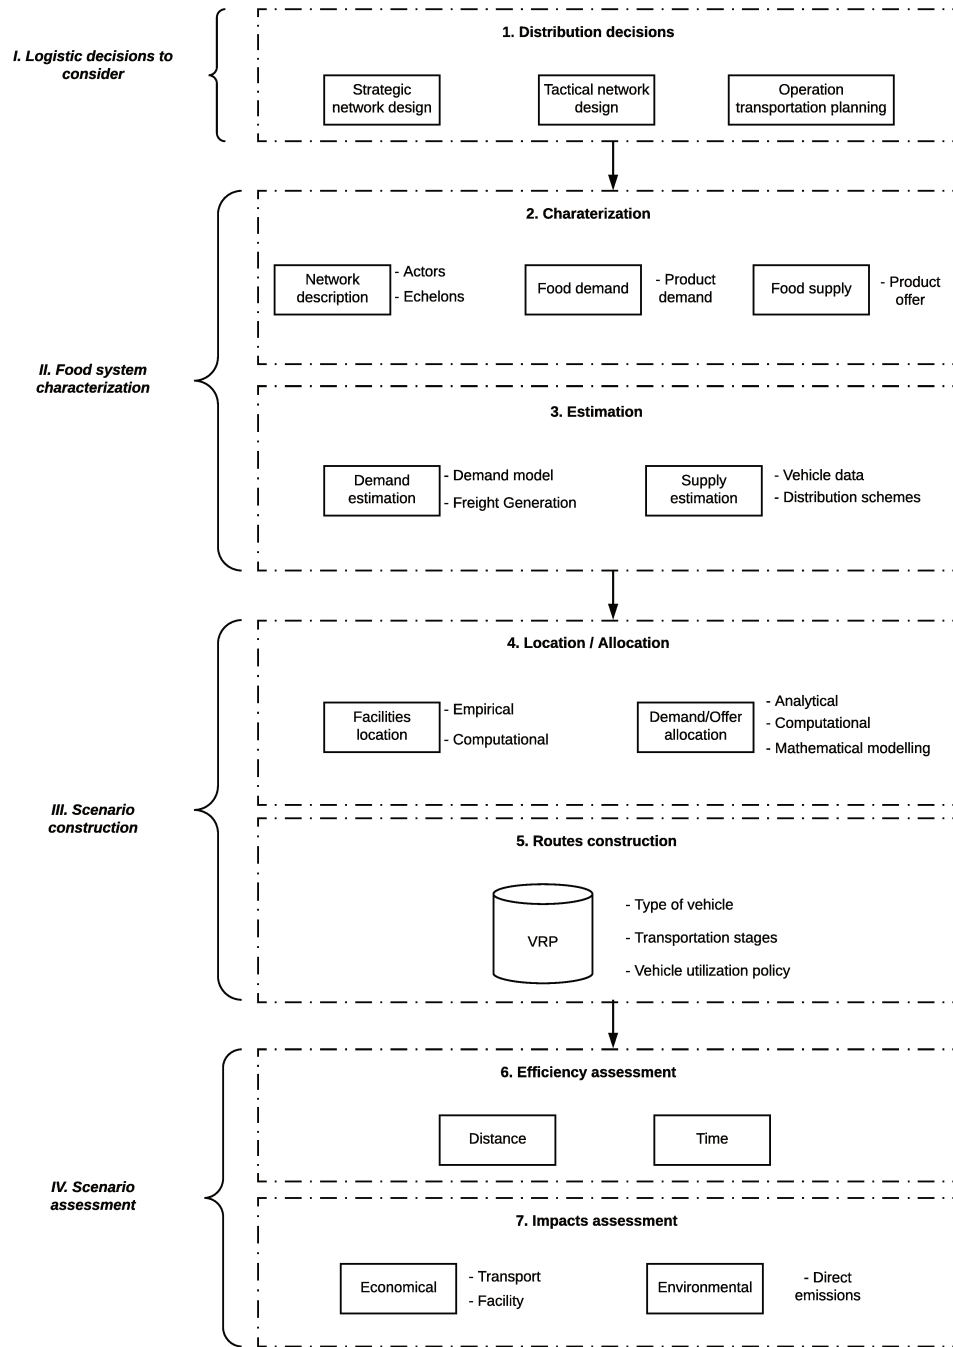 I. Logistic decisions to
consider
1. Distribution decisions
Strategic
network design
Tactical network
design
Operation
transportation planning
2. Charaterization
Network
description
- Actors
- Echelons
Food demand
- Product
demand
Food supply
- Product
offer
II. Food system
characterization
3. Estimation
Demand
estimation
- Demand model
- Freight Generation
Supply
estimation
- Vehicle data
- Distribution schemes
4. Location / Allocation
Facilities
location
- Empirical
- Computational
Demand/Offer
allocation
- Analytical
- Computational
- Mathematical modelling
III. Scenario
construction
5. Routes construction
VRP
- Type of vehicle
- Transportation stages
- Vehicle utilization policy
6. Efficiency assessment
Distance
Time
IV. Scenario
assessment
7. Impacts assessment
Economical
- Transport
- Facility
Environmental
- Direct
emissions